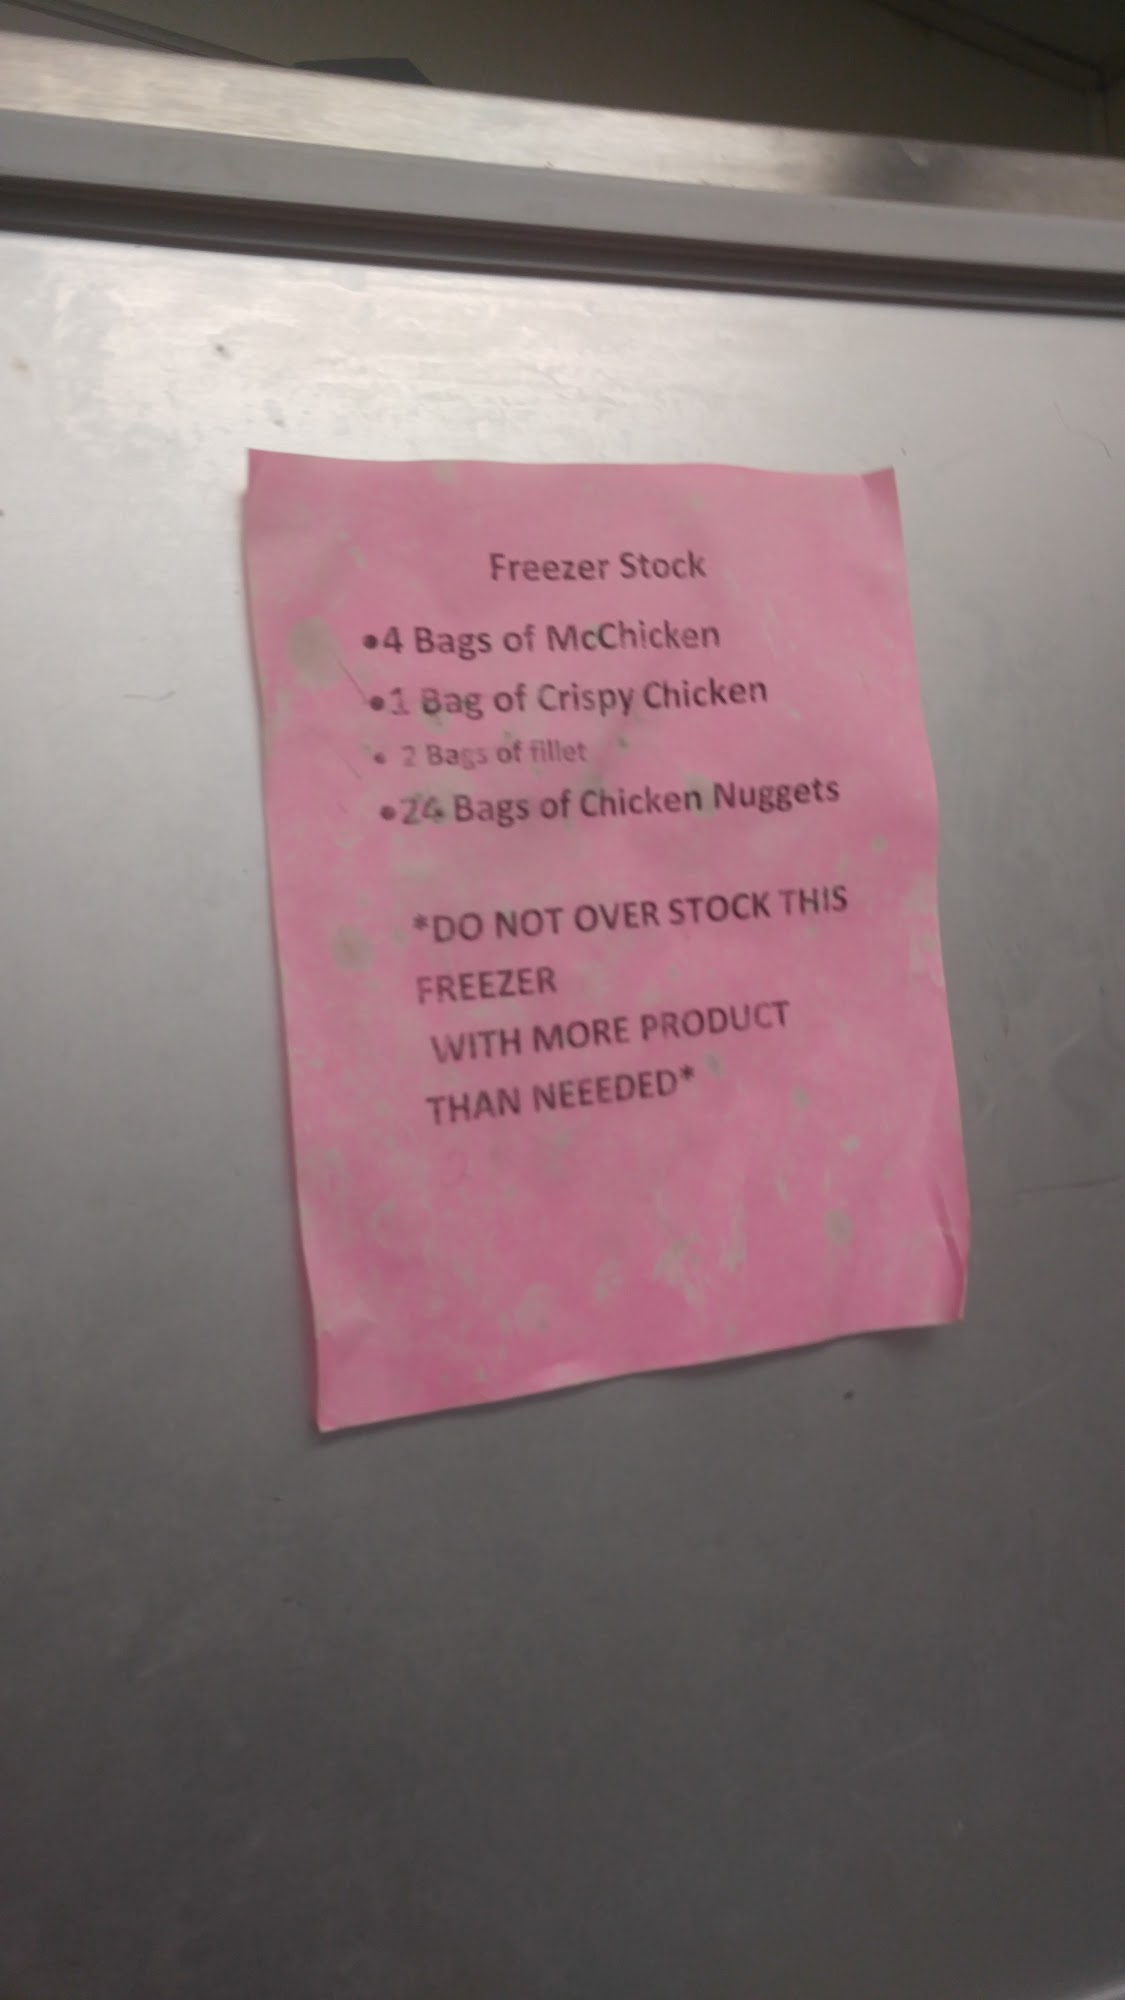 Freezer Stock
•4 Bags of McChicken
•1 Bag of Crispy Chicken
• 2 Bags of fillet
•24 Bags of Chicken Nuggets
*DO NOT OVER STOCK THIS
FREEZER
WITH MORE PRODUCT
THAN NEEEDED*